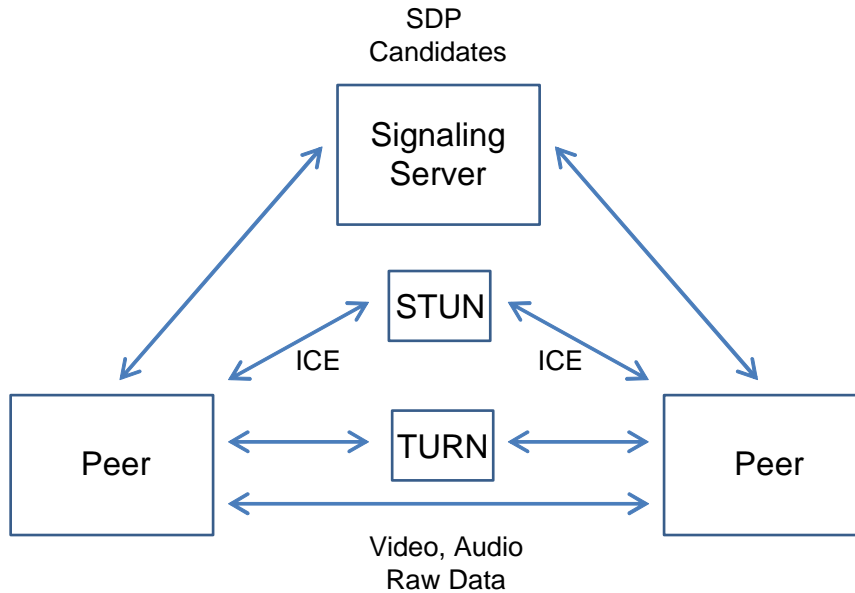 SDP
Candidates
Signaling
Server
STUN
ICE
ICE
Peer
TURN
Peer
Video, Audio
Raw Data